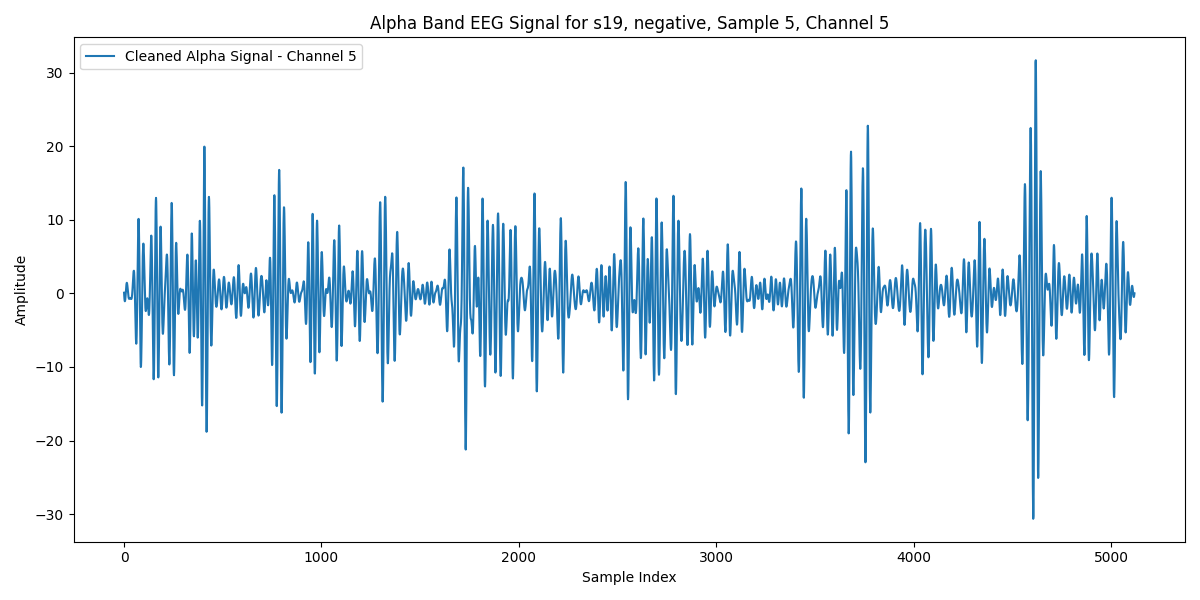 Alpha Band EEG Signal for s19, negative, Sample 5, Channel 5
Cleaned Alpha Signal - Channel 5
Amplitude
30
20
10
0
−10
−20
−30
0 1000 2000 3000 4000 5000
Sample Index